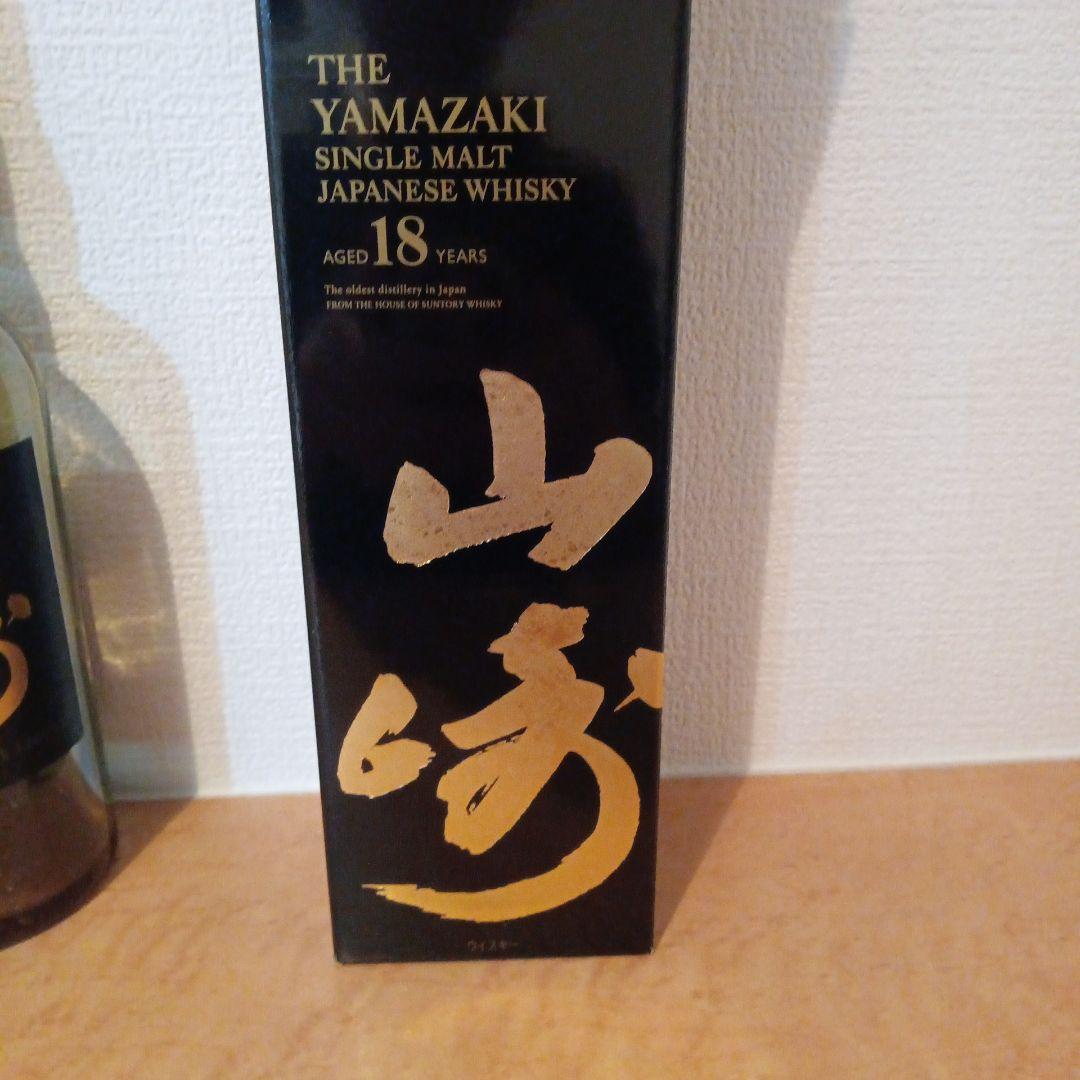 THE
YAMAZAKI
SINGLE MALT
JAPANESE WHISKY
AGED 18 YEARS
The oldest distillery in Japan
FROM THE HOUSE OF SUNTORY WHISKY
山
崎
ウイスキー